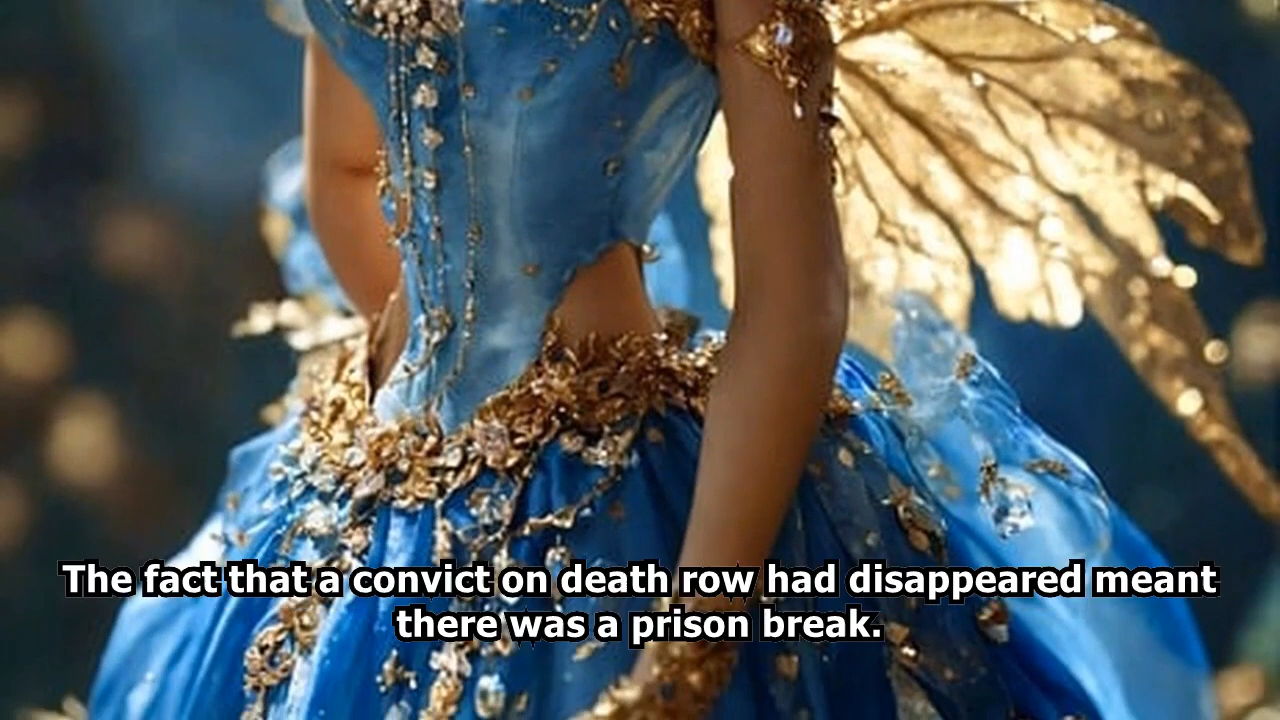 The fact that a convict on death row had disappeared meant
there was a prison break.